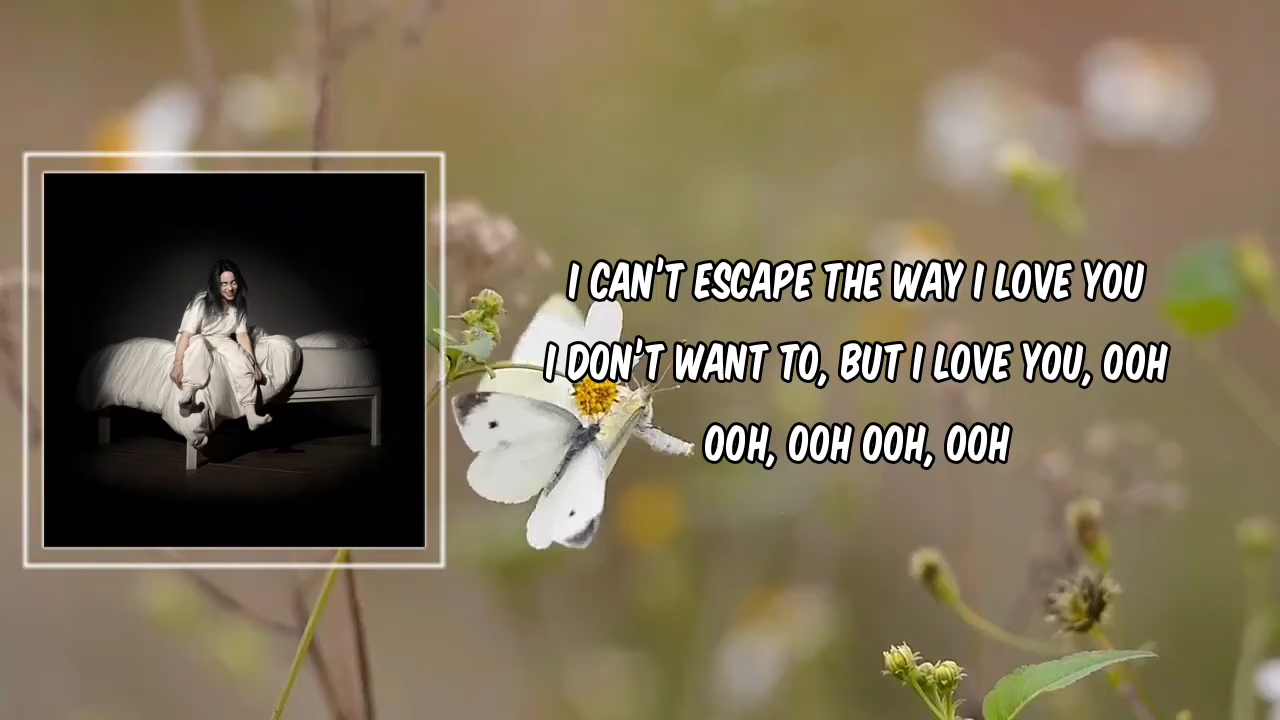 I CAN'T ESCAPE THE WAY I LOVE YOU
I DON'T WANT TO, BUT I LOVE YOU, OOH
OOH, OOH OOH, OOH